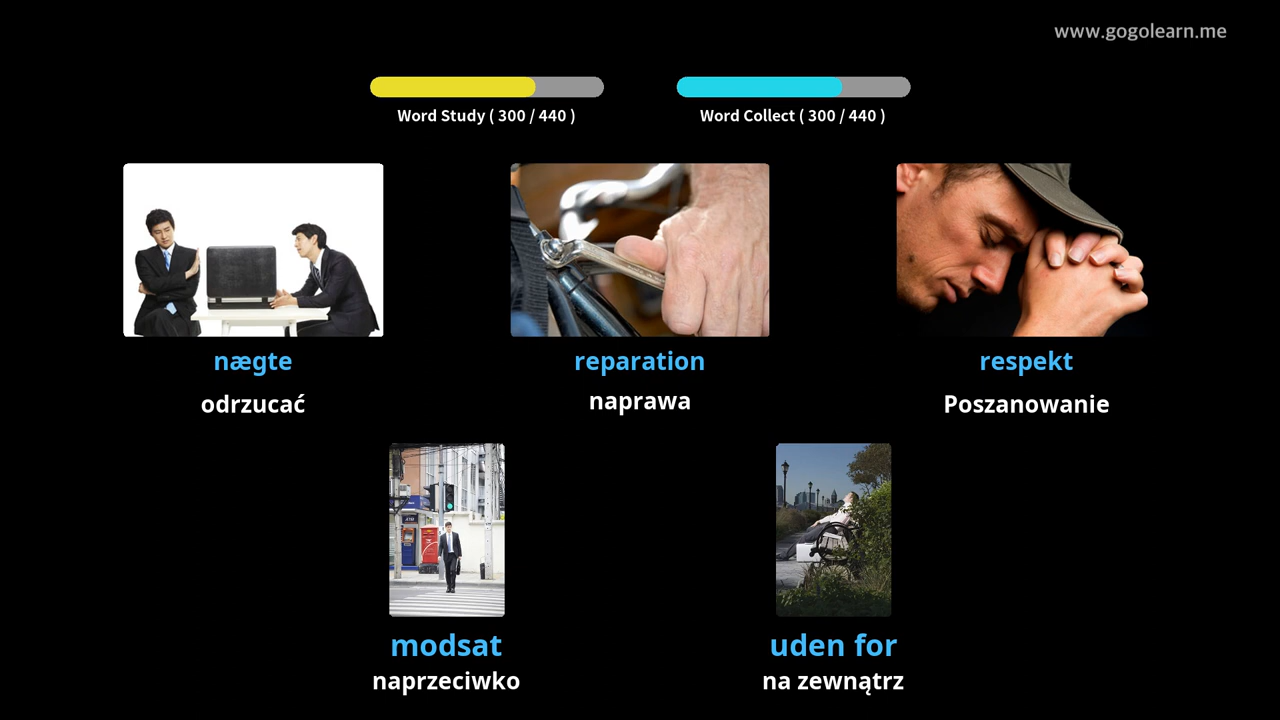 www.gogolearn.me
Word Study ( 300 / 440 )
Word Collect ( 300 / 440 )
nægte
reparation
respekt
odrzucać
naprawa
Poszanowanie
modsat
uden for
naprzeciwko
na zewnątrz